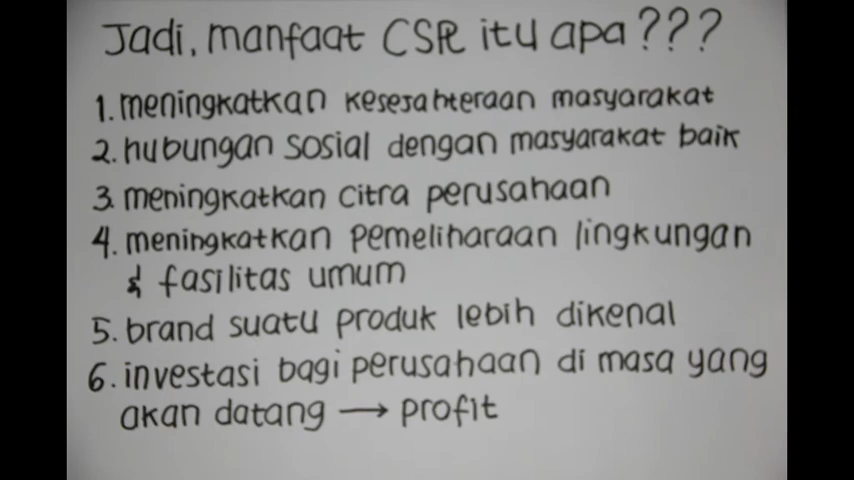 Jadi, manfaat CSR itu apa???
1. meningkatkan kesejahteraan masyarakat
2. hubungan sosial dengan masyarakat baik
3. meningkatkan citra perusahaan
4. meningkatkan pemeliharaan lingkungan
& fasilitas umum
5. brand suatu produk lebih dikenal
6. investasi bagi perusahaan di masa yang
akan datang → profit